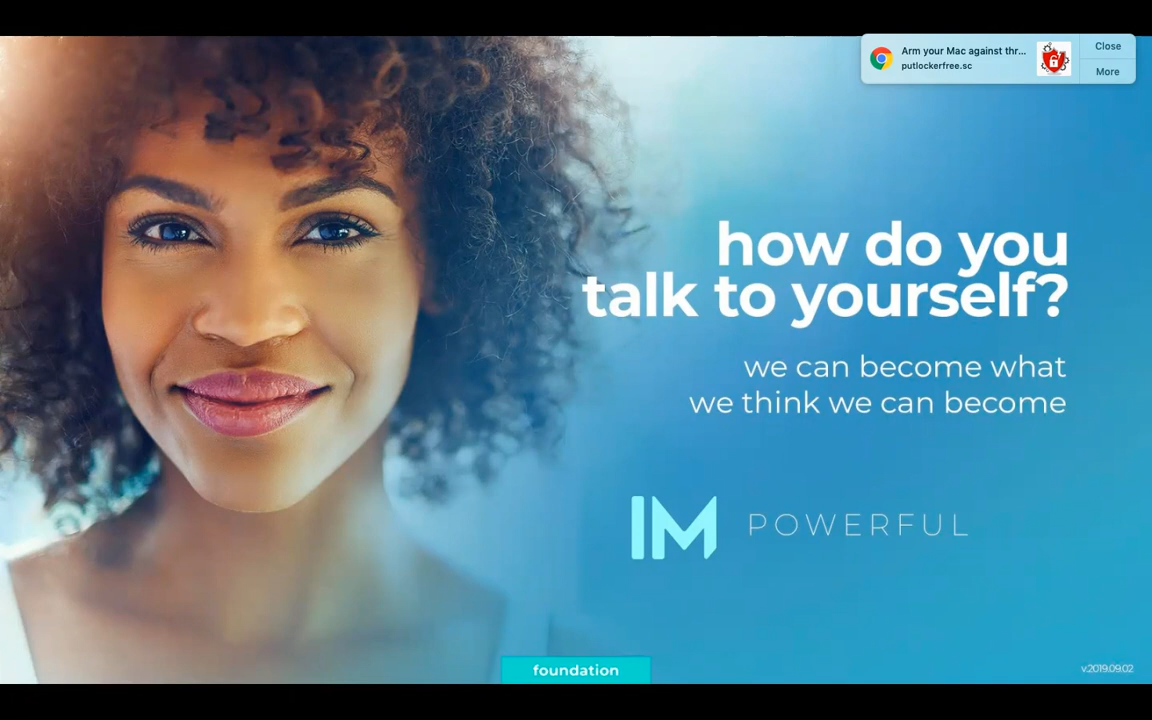 Arm your Mac against thr...
putlockerfree.sc
Close
More
how do you
talk to yourself?
we can become what
we think we can become
IM POWERFUL
foundation
v.2019.09.02